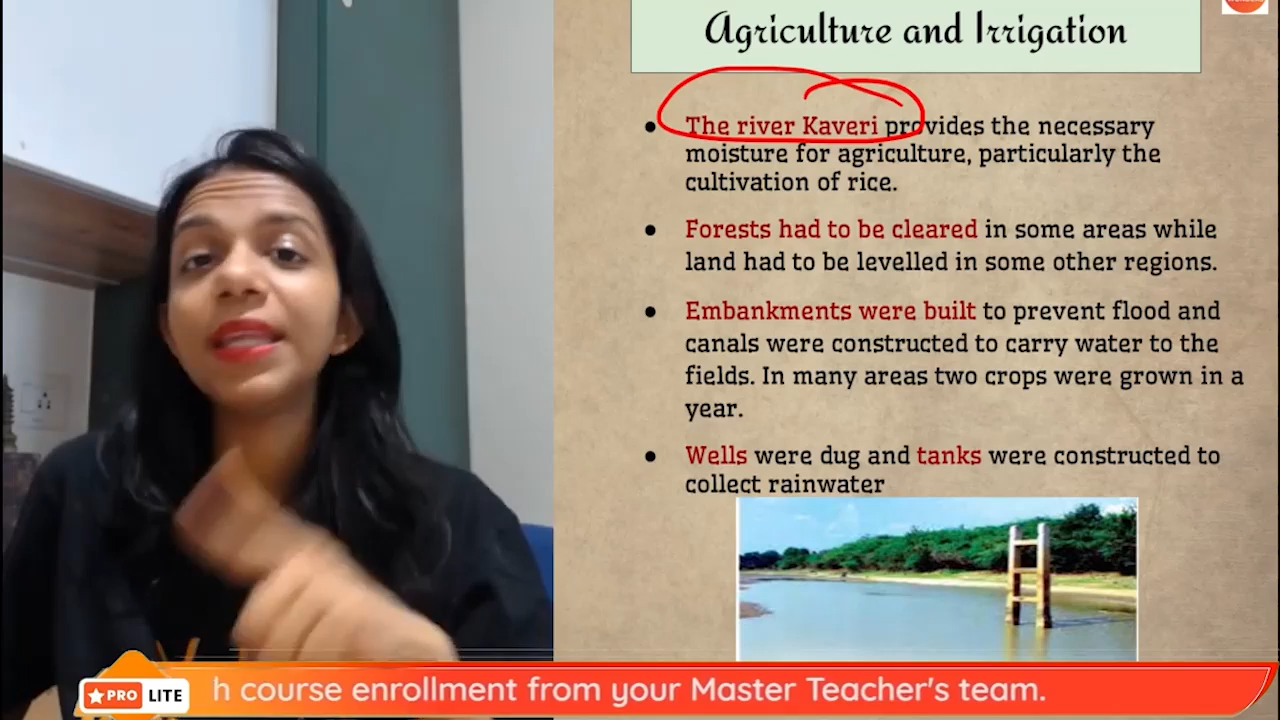 Agriculture and Irrigation
● The river Kaveri provides the necessary
moisture for agriculture, particularly the
cultivation of rice.
● Forests had to be cleared in some areas while
land had to be levelled in some other regions.
● Embankments were built to prevent flood and
canals were constructed to carry water to the
fields. In many areas two crops were grown in a
year.
● Wells were dug and tanks were constructed to
collect rainwater
PRO LITE
h course enrollment from your Master Teacher's team.